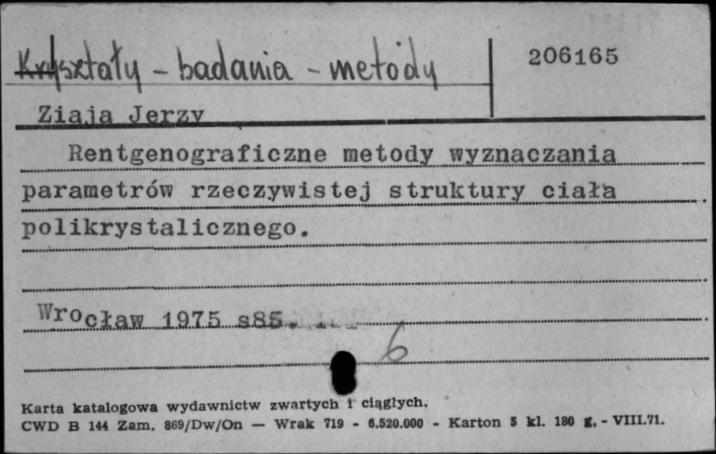 Kryształy - badania - metody
206165
Ziaja Jerzy
Rentgenograficzne metody wyznaczania
parametrów rzeczywistej struktury ciała
polikrystalicznego.
Wrocław 1975 s85.
6
Karta katalogowa wydawnictw zwartych i ciągłych.
CWD B 144 Zam. 869/Dw/On — Wrak 719 - 6.520.000 - Karton 5 kl. 180 g. - VIII.71.